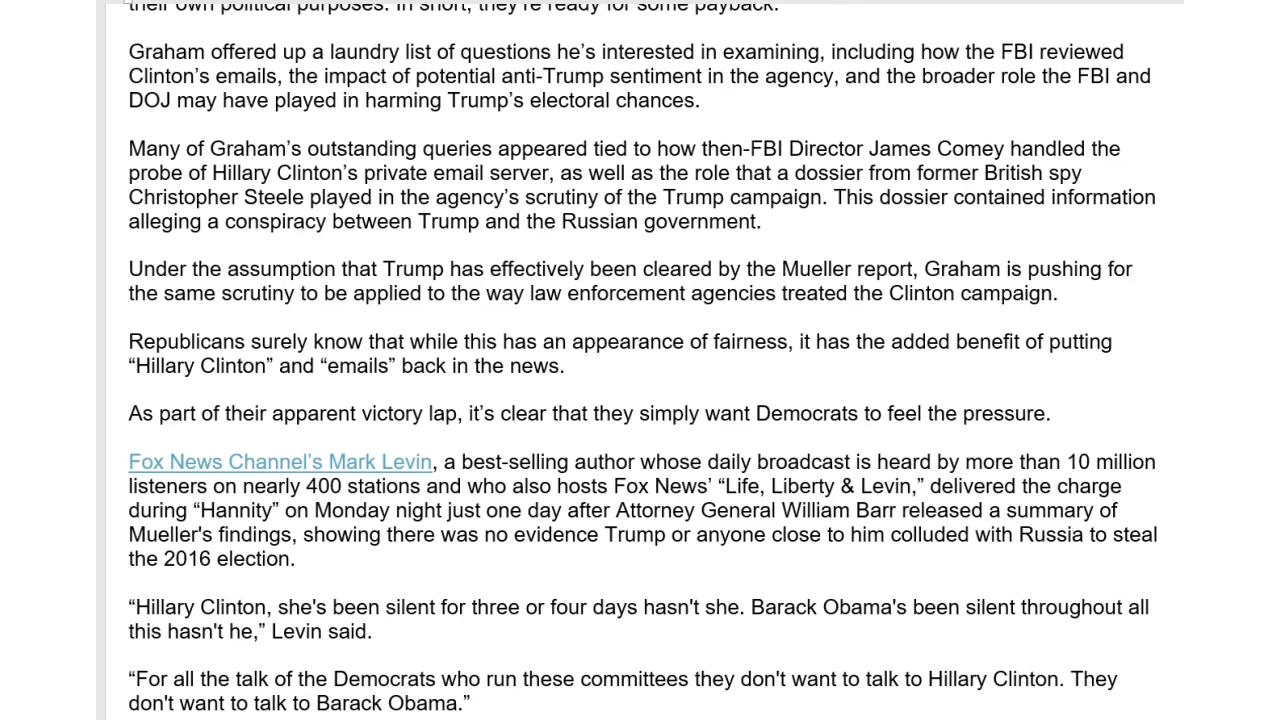 their own political purposes. In short, they're ready for some payback.
Graham offered up a laundry list of questions he’s interested in examining, including how the FBI reviewed
Clinton’s emails, the impact of potential anti-Trump sentiment in the agency, and the broader role the FBI and
DOJ may have played in harming Trump’s electoral chances.
Many of Graham’s outstanding queries appeared tied to how then-FBI Director James Comey handled the
probe of Hillary Clinton’s private email server, as well as the role that a dossier from former British spy
Christopher Steele played in the agency’s scrutiny of the Trump campaign. This dossier contained information
alleging a conspiracy between Trump and the Russian government.
Under the assumption that Trump has effectively been cleared by the Mueller report, Graham is pushing for
the same scrutiny to be applied to the way law enforcement agencies treated the Clinton campaign.
Republicans surely know that while this has an appearance of fairness, it has the added benefit of putting
“Hillary Clinton” and “emails” back in the news.
As part of their apparent victory lap, it’s clear that they simply want Democrats to feel the pressure.
Fox News Channel’s Mark Levin, a best-selling author whose daily broadcast is heard by more than 10 million
listeners on nearly 400 stations and who also hosts Fox News’ “Life, Liberty & Levin,” delivered the charge
during “Hannity” on Monday night just one day after Attorney General William Barr released a summary of
Mueller's findings, showing there was no evidence Trump or anyone close to him colluded with Russia to steal
the 2016 election.
“Hillary Clinton, she's been silent for three or four days hasn't she. Barack Obama's been silent throughout all
this hasn't he,” Levin said.
“For all the talk of the Democrats who run these committees they don't want to talk to Hillary Clinton. They
don't want to talk to Barack Obama.”